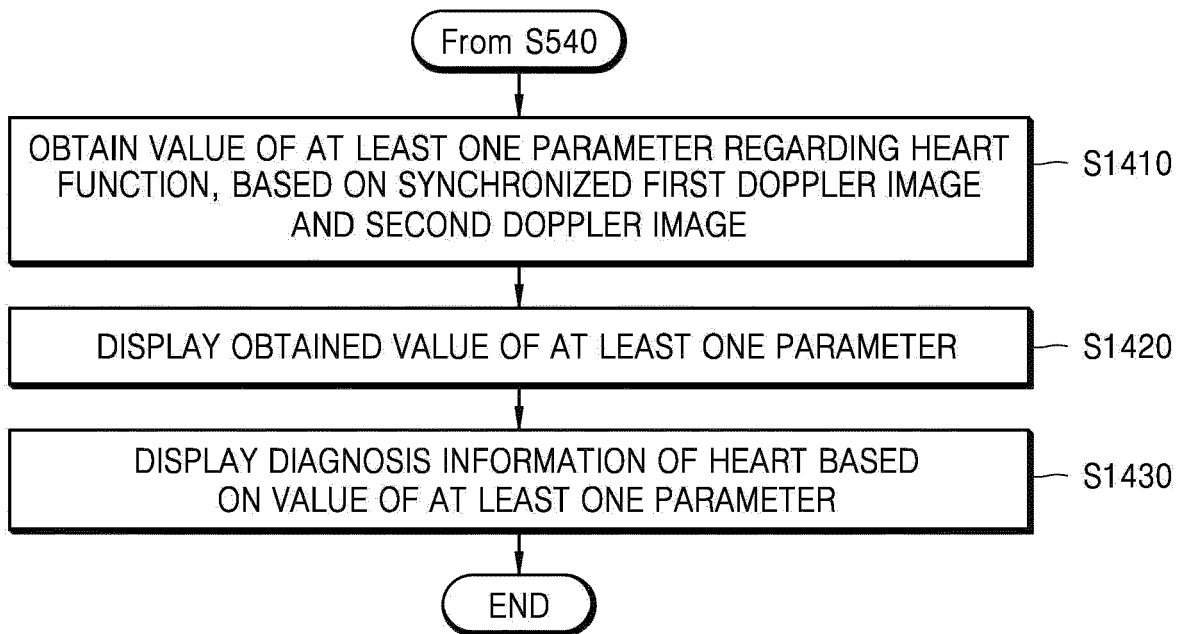 From S540
OBTAIN VALUE OF AT LEAST ONE PARAMETER REGARDING HEART
FUNCTION, BASED ON SYNCHRONIZED FIRST DOPPLER IMAGE
AND SECOND DOPPLER IMAGE
S1410
DISPLAY OBTAINED VALUE OF AT LEAST ONE PARAMETER
S1420
DISPLAY DIAGNOSIS INFORMATION OF HEART BASED
ON VALUE OF AT LEAST ONE PARAMETER
S1430
END